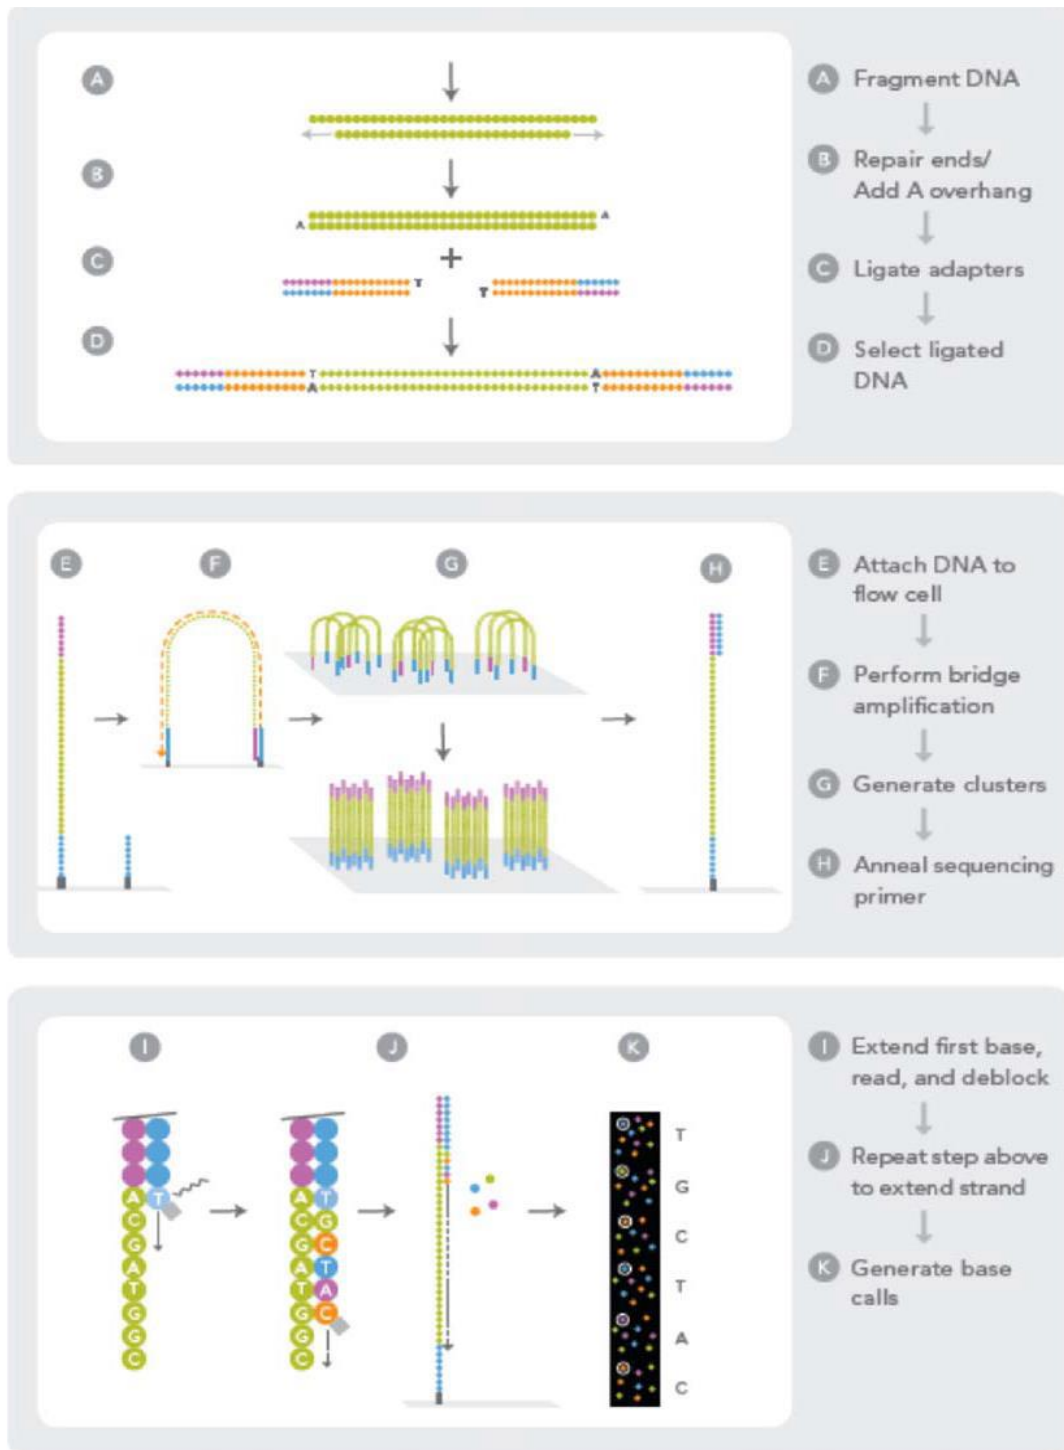 A
A Fragment DNA
B
B Repair ends/
Add A overhang
A
A
C
C Ligate adapters
+
T
T
D
D Select ligated
DNA
T A
A T
E F G H
E Attach DNA to
flow cell
F Perform bridge
amplification
G Generate clusters
H Anneal sequencing
primer
I J K
I Extend first base,
read, and deblock
J Repeat step above
to extend strand
K Generate base
calls
A T
C
G
A
T
G
G
C
A T
C G
G C
A T
T A
G C
G
C
T
G
C
T
A
C